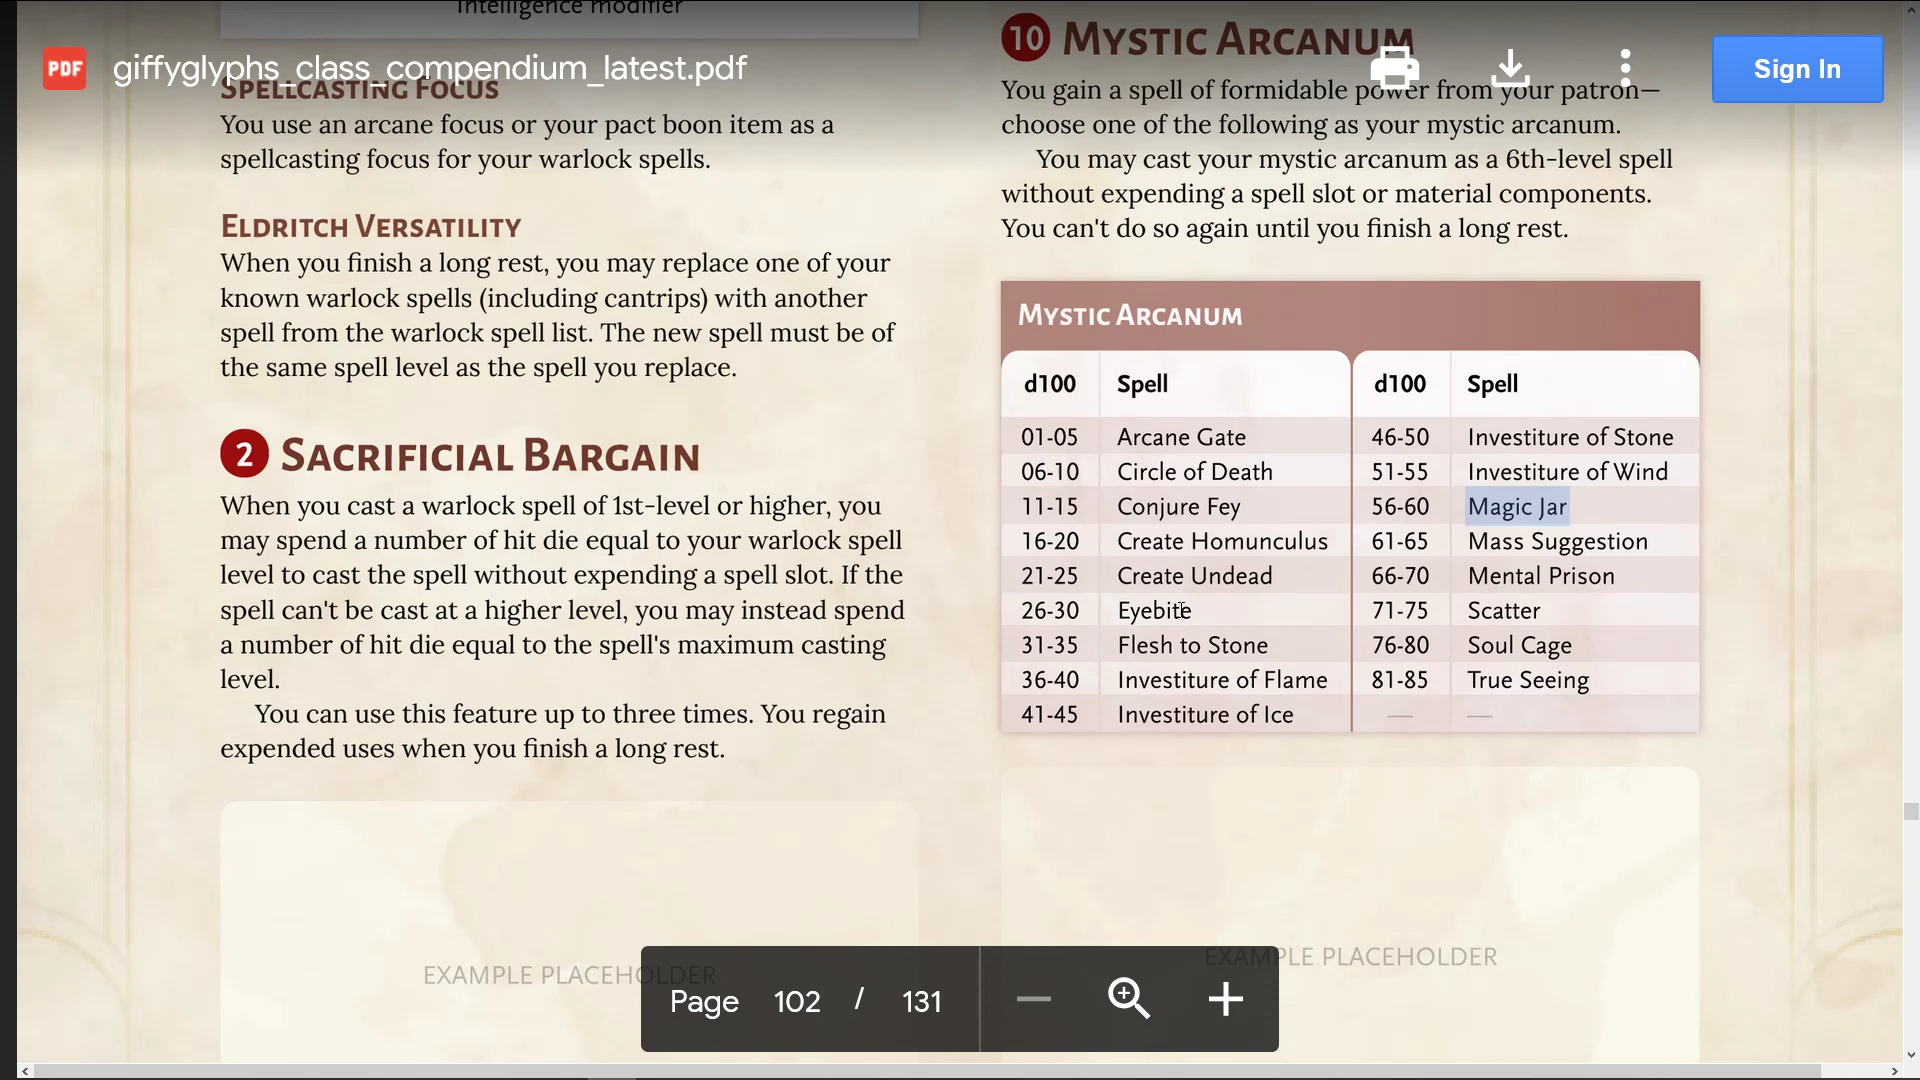 Intelligence modifier
PDF
giffyglyphs_class_compendium_latest.pdf
Sign In
Spellcasting Focus
You use an arcane focus or your pact boon item as a
spellcasting focus for your warlock spells.
Eldritch Versatility
When you finish a long rest, you may replace one of your
known warlock spells (including cantrips) with another
spell from the warlock spell list. The new spell must be of
the same spell level as the spell you replace.
2 Sacrificial Bargain
When you cast a warlock spell of 1st-level or higher, you
may spend a number of hit die equal to your warlock spell
level to cast the spell without expending a spell slot. If the
spell can't be cast at a higher level, you may instead spend
a number of hit die equal to the spell's maximum casting
level.
You can use this feature up to three times. You regain
expended uses when you finish a long rest.
EXAMPLE PLACEHOLDER
10 Mystic Arcanum
You gain a spell of formidable power from your patron—
choose one of the following as your mystic arcanum.
You may cast your mystic arcanum as a 6th-level spell
without expending a spell slot or material components.
You can't do so again until you finish a long rest.
Mystic Arcanum
d100 Spell d100 Spell
01-05 Arcane Gate 46-50 Investiture of Stone
06-10 Circle of Death 51-55 Investiture of Wind
11-15 Conjure Fey 56-60 Magic Jar
16-20 Create Homunculus 61-65 Mass Suggestion
21-25 Create Undead 66-70 Mental Prison
26-30 Eyebite 71-75 Scatter
31-35 Flesh to Stone 76-80 Soul Cage
36-40 Investiture of Flame 81-85 True Seeing
41-45 Investiture of Ice — —
EXAMPLE PLACEHOLDER
Page 102 / 131